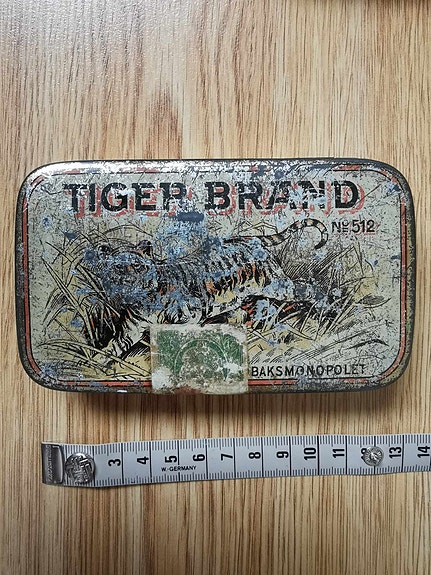 TIGER BRAND
No 512
BAKSMONOPOLET
3 4 5 6 7 8 9 10 11 12 13 14
W.-GERMANY